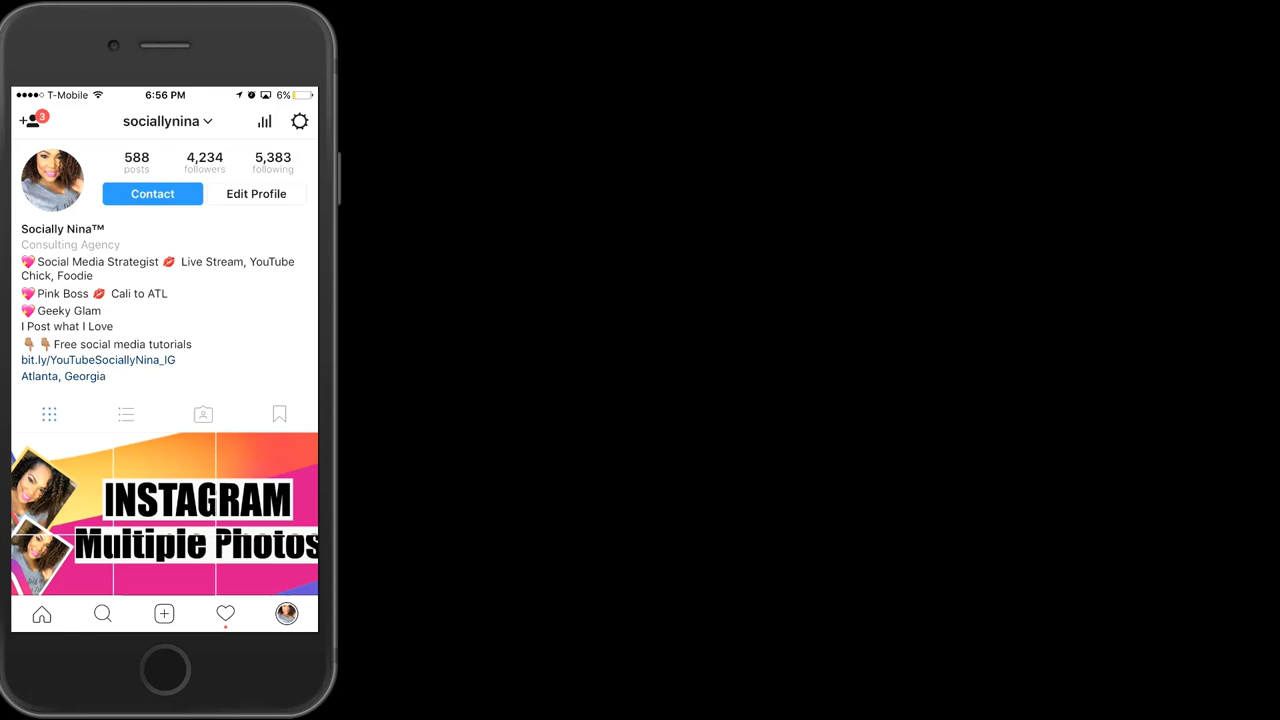 T-Mobile 6:56 PM 6%
3 sociallynina
588 4,234 5,383
posts followers following
Contact Edit Profile
Socially Nina™
Consulting Agency
💖Social Media Strategist 💋 Live Stream, YouTube
Chick, Foodie
💖Pink Boss 💋 Cali to ATL
💖Geeky Glam
I Post what I Love
👇🏽👇🏽Free social media tutorials
bit.ly/YouTubeSociallyNina_IG
Atlanta, Georgia
INSTAGRAM
Multiple Photos